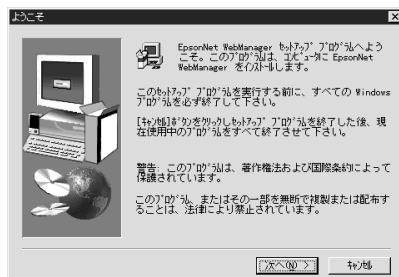 ようこそ
EpsonNet WebManager ｾｯﾄｱｯﾌﾟ ﾌﾟﾛｸﾞﾗﾑへよう
こそ。このﾌﾟﾛｸﾞﾗﾑは、ｺﾝﾋﾟｭｰﾀに EpsonNet
WebManager をｲﾝｽﾄｰﾙします。
このｾｯﾄｱｯﾌﾟ ﾌﾟﾛｸﾞﾗﾑを実行する前に、すべての Windows
ﾌﾟﾛｸﾞﾗﾑを必ず終了して下さい。
[ｷｬﾝｾﾙ]ﾎﾞﾀﾝをｸﾘｯｸしｾｯﾄｱｯﾌﾟ ﾌﾟﾛｸﾞﾗﾑを終了した後、現
在使用中のﾌﾟﾛｸﾞﾗﾑをすべて終了させて下さい。
警告: このﾌﾟﾛｸﾞﾗﾑは、著作権法および国際条約によって
保護されています。
このﾌﾟﾛｸﾞﾗﾑ、またはその一部を無断で複製または配布す
ることは、法律により禁止されています。
次へ(N) >
ｷｬﾝｾﾙ